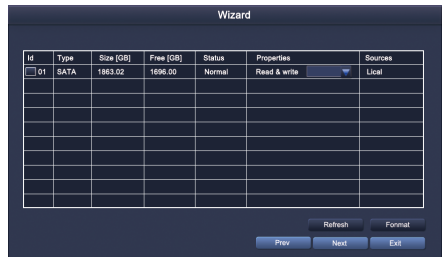 Wizard
Id Type Size [GB] Free [GB] Status Properties Sources
01 SATA 1863.02 1696.00 Normal Read & write Lical
Refresh Fonmat
Prev Next Exit